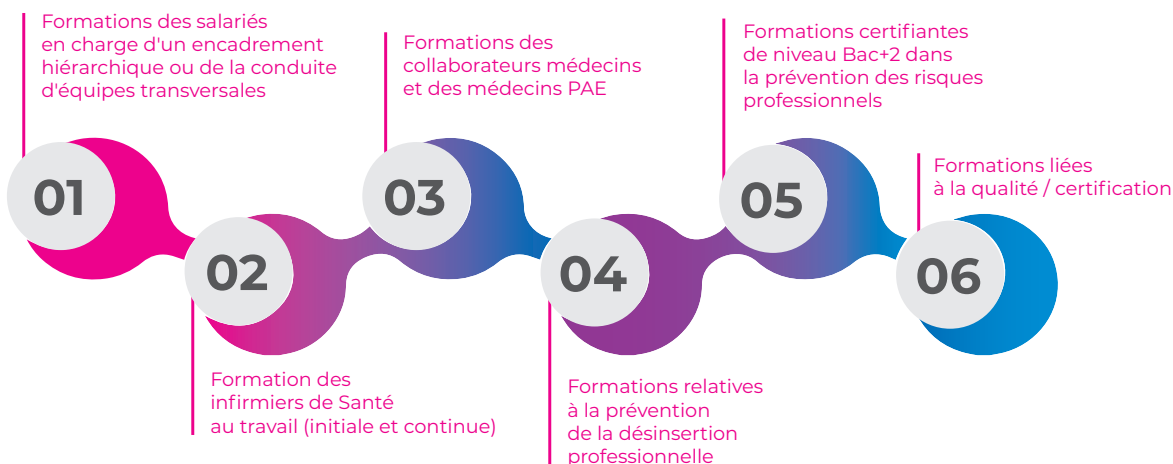 Formations des salariés
en charge d'un encadrement
hiérarchique ou de la conduite
d'équipes transversales
01
Formation des
infirmiers de Santé
au travail (initiale et continue)
02
Formations des
collaborateurs médecins
et des médecins PAE
03
Formations relatives
à la prévention
de la désinsertion
professionnelle
04
Formations certifiantes
de niveau Bac+2 dans
la prévention des risques
professionnels
05
Formations liées
à la qualité / certification
06